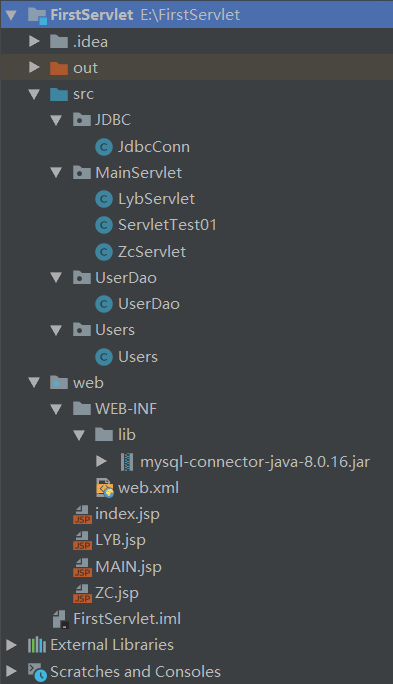 FirstServlet E:\FirstServlet
.idea
out
src
JDBC
JdbcConn
MainServlet
LybServlet
ServletTest01
ZcServlet
UserDao
UserDao
Users
Users
web
WEB-INF
lib
mysql-connector-java-8.0.16.jar
web.xml
index.jsp
LYB.jsp
MAIN.jsp
ZC.jsp
FirstServlet.iml
External Libraries
Scratches and Consoles